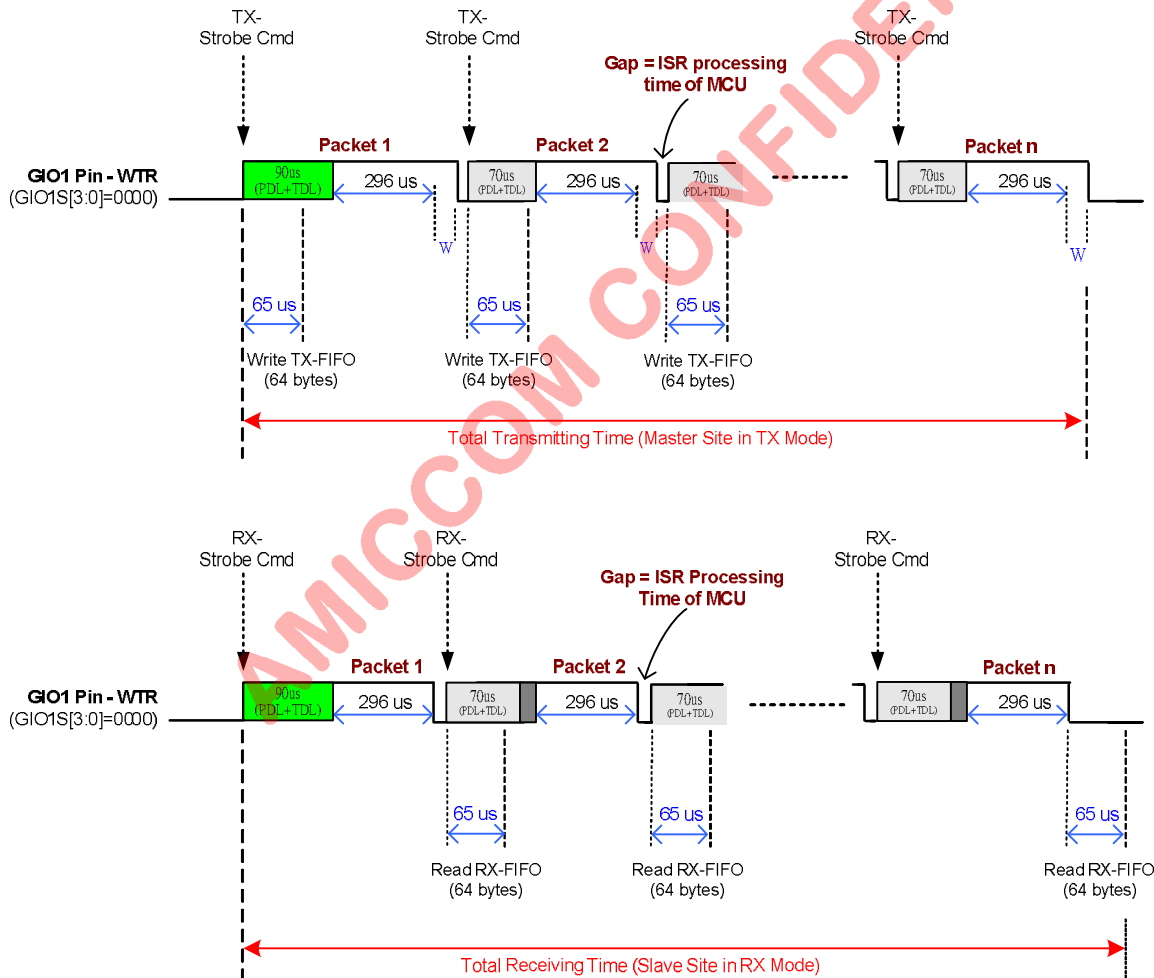 TX-
Strobe Cmd
TX-
Strobe Cmd
TX-
Strobe Cmd
Gap = ISR processing
time of MCU
Packet 1
Packet 2
Packet n
GIO1 Pin - WTR
(GIO1S[3:0]=0000)
90us
(PDL+TDL)
296 us
70us
(PDL+TDL)
296 us
70us
(PDL+TDL)
70us
(PDL+TDL)
296 us
W
W
W
65 us
65 us
65 us
Write TX-FIFO
(64 bytes)
Write TX-FIFO
(64 bytes)
Write TX-FIFO
(64 bytes)
Total Transmitting Time (Master Site in TX Mode)
RX-
Strobe Cmd
RX-
Strobe Cmd
RX-
Strobe Cmd
Gap = ISR Processing
Time of MCU
Packet 1
Packet 2
Packet n
GIO1 Pin - WTR
(GIO1S[3:0]=0000)
90us
(PDL+TDL)
296 us
70us
(PDL+TDL)
296 us
70us
(PDL+TDL)
70us
(PDL+TDL)
296 us
65 us
65 us
65 us
Read RX-FIFO
(64 bytes)
Read RX-FIFO
(64 bytes)
Read RX-FIFO
(64 bytes)
Total Receiving Time (Slave Site in RX Mode)
AMICCOM CONFIDE